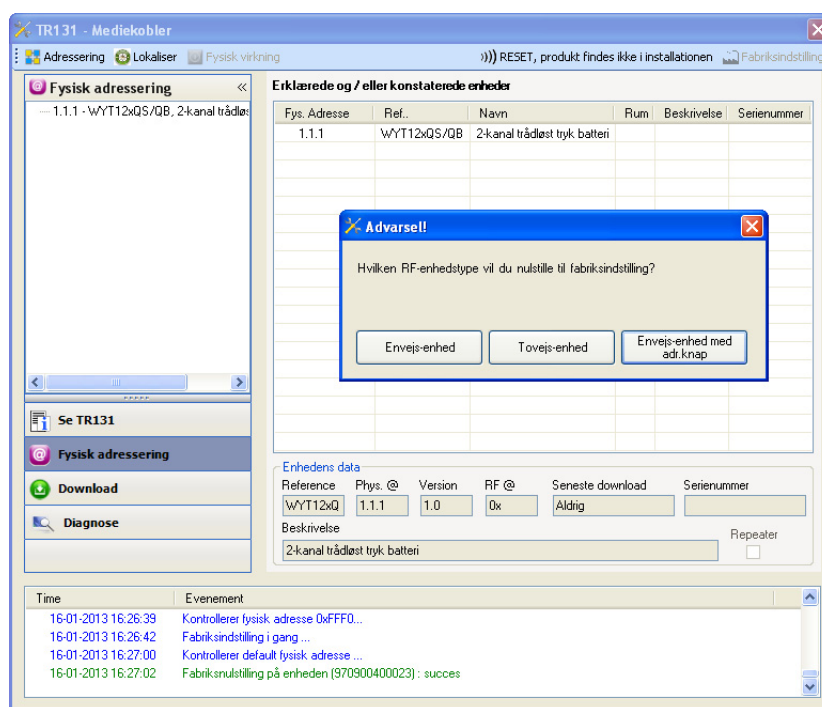 TR131 - Mediekobler
Adressering Lokaliser Fysisk virkning ))) RESET, produkt findes ikke i installationen Fabriksindstilling
Fysisk adressering «
1.1.1 - WYT12xQS/QB, 2-kanal trådløs
Se TR131
Fysisk adressering
Download
Diagnose
Erklærede og / eller konstaterede enheder
Fys. Adresse Ref.. Navn Rum Beskrivelse Serienummer
1.1.1 WYT12xQS/QB 2-kanal trådløst tryk batteri
Advarsel!
Hvilken RF-enhedstype vil du nulstille til fabriksindstilling?
Envejs-enhed Tovejs-enhed Envejs-enhed med
adr.knap
Enhedens data
Reference Phys. @ Version RF @ Seneste download Serienummer
WYT12xQ 1.1.1 1.0 0x Aldrig
Beskrivelse
Repeater
2-kanal trådløst tryk batteri
Time Evenement
16-01-2013 16:26:39 Kontrollerer fysisk adresse 0xFFF0...
16-01-2013 16:26:42 Fabriksindstilling i gang ...
16-01-2013 16:27:00 Kontrollerer default fysisk adresse ...
16-01-2013 16:27:02 Fabriksnulstilling på enheden (970900400023) : succes